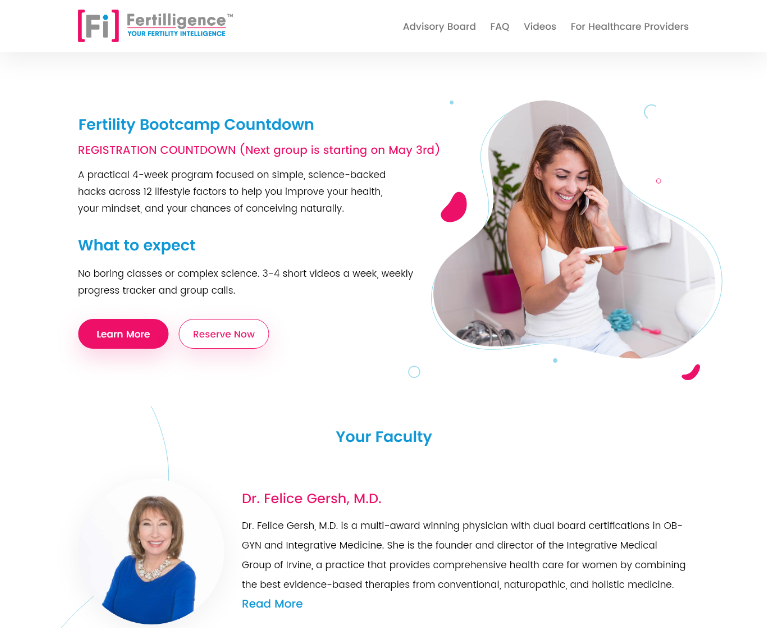 [Fi] Fertilligence™
YOUR FERTILITY INTELLIGENCE
Advisory Board FAQ Videos For Healthcare Providers
Fertility Bootcamp Countdown
REGISTRATION COUNTDOWN (Next group is starting on May 3rd)
A practical 4-week program focused on simple, science-backed
hacks across 12 lifestyle factors to help you improve your health,
your mindset, and your chances of conceiving naturally.
What to expect
No boring classes or complex science. 3-4 short videos a week, weekly
progress tracker and group calls.
Learn More Reserve Now
Your Faculty
Dr. Felice Gersh, M.D.
Dr. Felice Gersh, M.D. is a multi-award winning physician with dual board certifications in OB-
GYN and Integrative Medicine. She is the founder and director of the Integrative Medical
Group of Irvine, a practice that provides comprehensive health care for women by combining
the best evidence-based therapies from conventional, naturopathic, and holistic medicine.
Read More